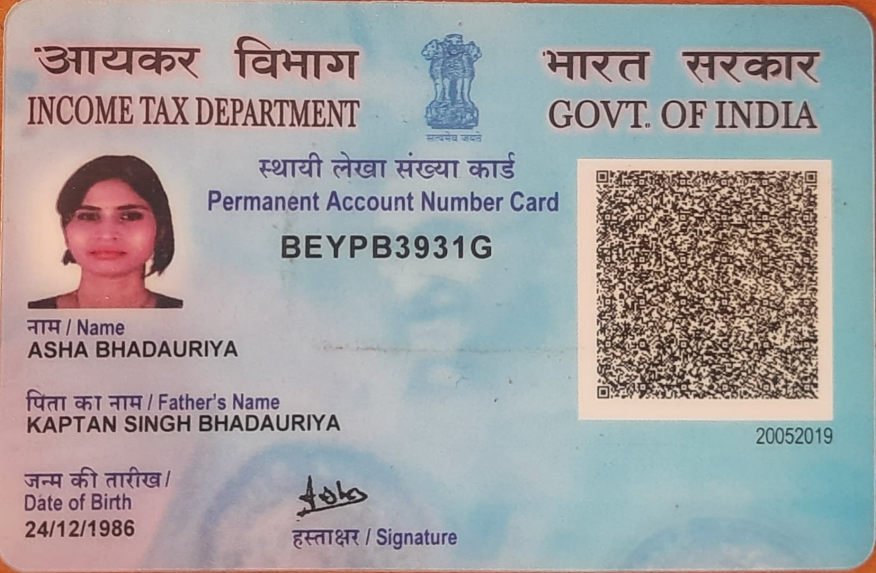 आयकर विभाग
INCOME TAX DEPARTMENT
भारत सरकार
GOVT. OF INDIA
सत्यमेव जयते
स्थायी लेखा संख्या कार्ड
Permanent Account Number Card
BEYPB3931G
नाम / Name
ASHA BHADAURIYA
पिता का नाम / Father's Name
KAPTAN SINGH BHADAURIYA
20052019
जन्म की तारीख /
Date of Birth
24/12/1986
Asha
हस्ताक्षर / Signature